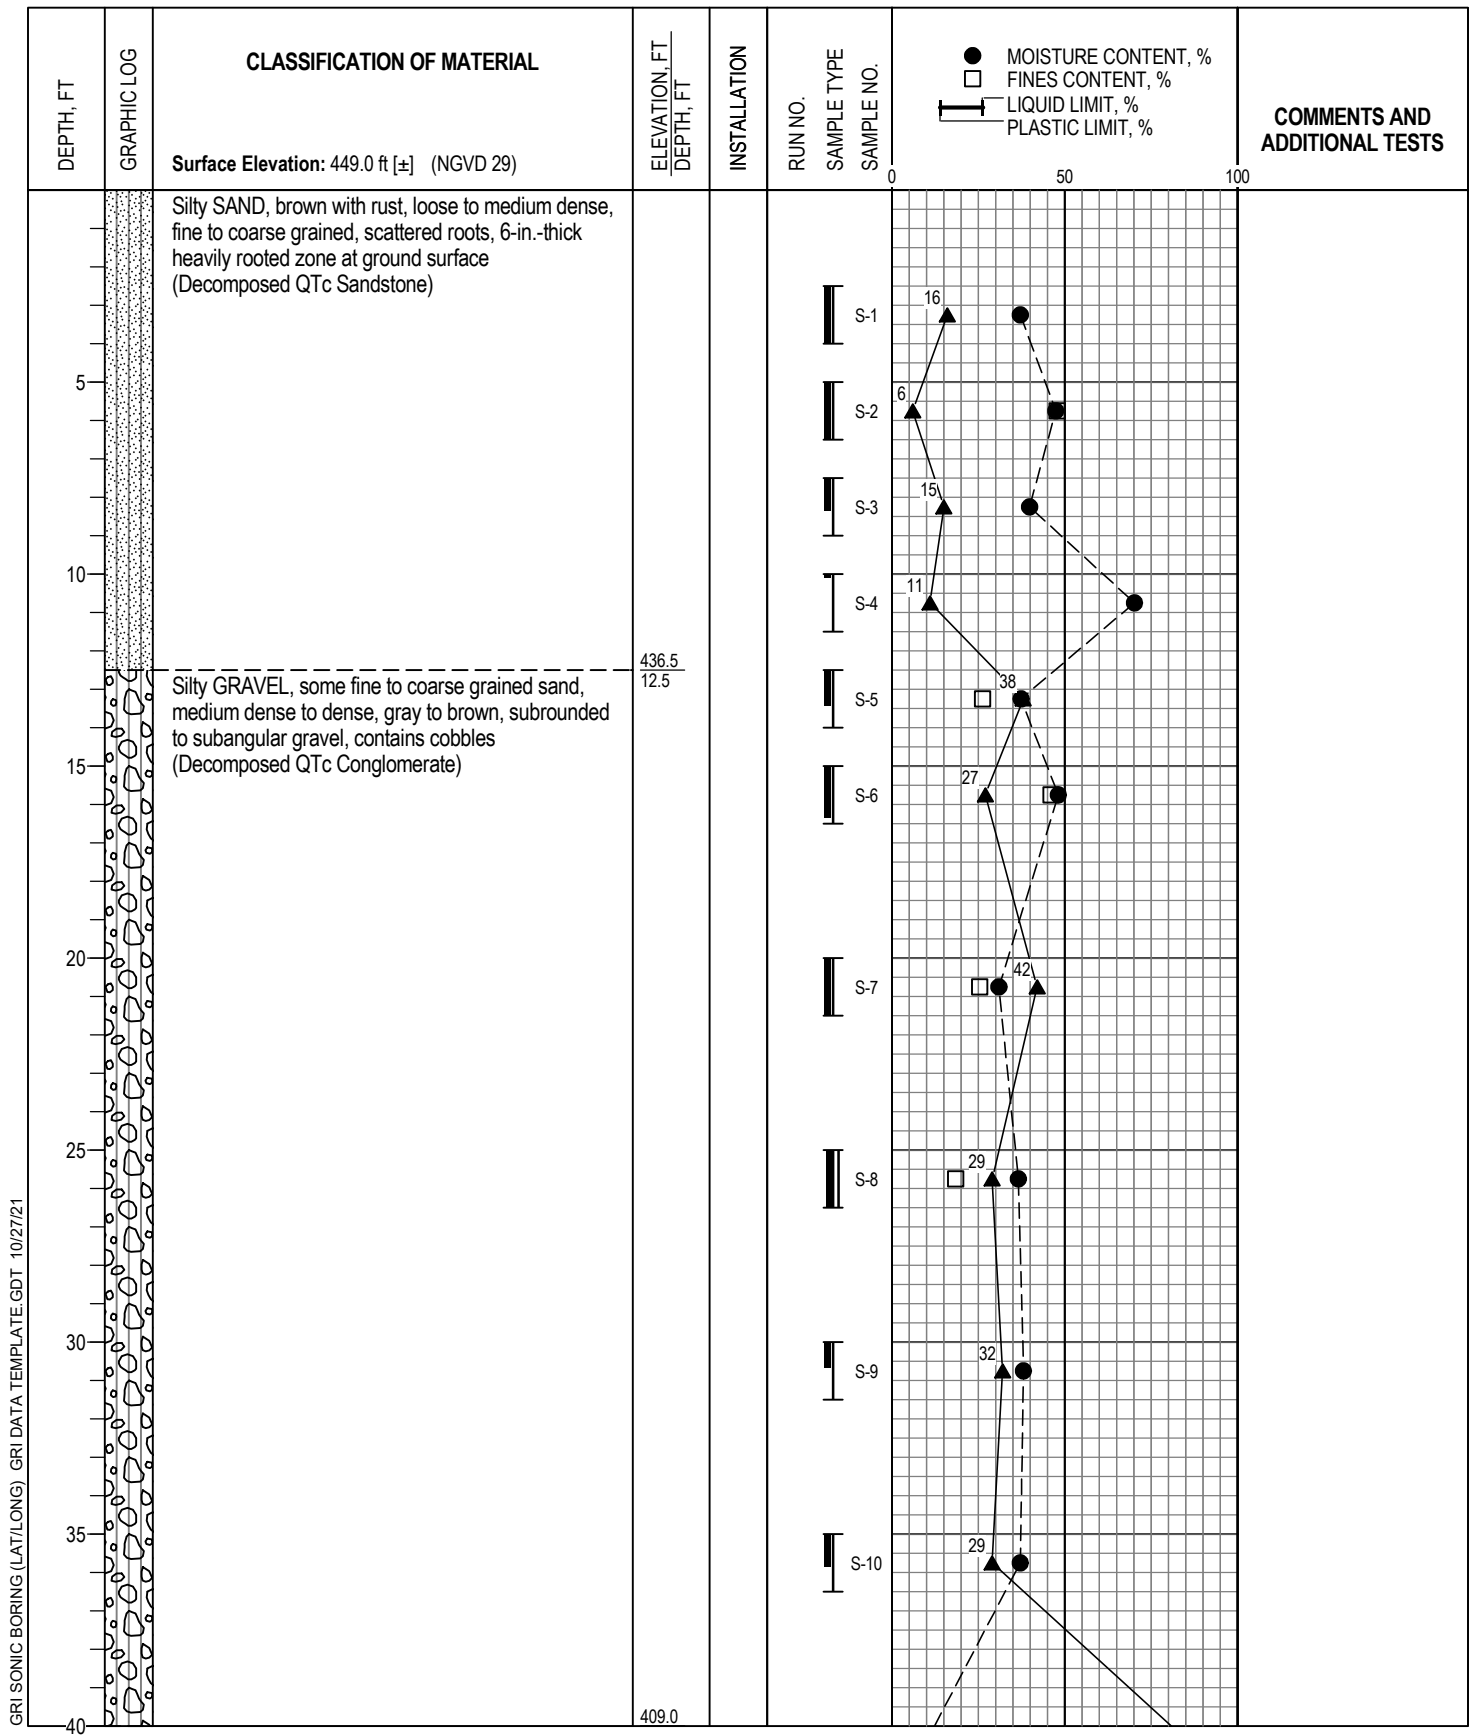 DEPTH, FT
GRAPHIC LOG
CLASSIFICATION OF MATERIAL
Surface Elevation: 449.0 ft [±] (NGVD 29)
ELEVATION, FT
DEPTH, FT
INSTALLATION
RUN NO.
SAMPLE TYPE
SAMPLE NO.
MOISTURE CONTENT, %
FINES CONTENT, %
LIQUID LIMIT, %
PLASTIC LIMIT, %
0 50 100
COMMENTS AND
ADDITIONAL TESTS
Silty SAND, brown with rust, loose to medium dense,
fine to coarse grained, scattered roots, 6-in.-thick
heavily rooted zone at ground surface
(Decomposed QTc Sandstone)
16
S-1
5
6
S-2
15
S-3
10
11
S-4
436.5
12.5
Silty GRAVEL, some fine to coarse grained sand,
medium dense to dense, gray to brown, subrounded
to subangular gravel, contains cobbles
(Decomposed QTc Conglomerate)
38
S-5
15
27
S-6
20
42
S-7
25
29
S-8
30
32
S-9
35
29
S-10
40
409.0
GRI SONIC BORING (LAT/LONG) GRI DATA TEMPLATE.GDT 10/27/21